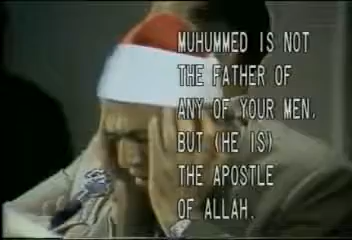 MUHUMMED IS NOT
THE FATHER OF
ANY OF YOUR MEN,
BUT (HE IS)
THE APOSTLE
OF ALLAH,